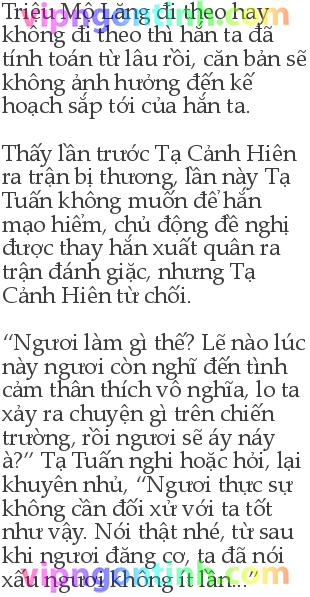 Triệu Mộ Lăng đi theo hay
không đi theo thì hắn ta đã
tính toán từ lâu rồi, căn bản sẽ
không ảnh hưởng đến kế
hoạch sắp tới của hắn ta.
Thấy lần trước Tạ Cảnh Hiên
ra trận bị thương, lần này Tạ
Tuấn không muốn để hắn
mạo hiểm, chủ động đề nghị
được thay hắn xuất quân ra
trận đánh giặc, nhưng Tạ
Cảnh Hiên từ chối.
“Ngươi làm gì thế? Lẽ nào lúc
này ngươi còn nghĩ đến tình
cảm thân thích vô nghĩa, lo ta
xảy ra chuyện gì trên chiến
trường, rồi ngươi sẽ áy náy
à?” Tạ Tuấn nghi hoặc hỏi, lại
khuyên nhủ, “Ngươi thực sự
không cần đối xử với ta tốt
như vậy. Nói thật nhé, từ sau
khi ngươi đăng cơ, ta đã nói
xấu ngươi không ít lần...”
vipngontinh.com
vipngontinh.com